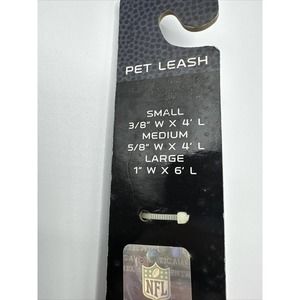 PET LEASH
SMALL
3/8" W X 4' L
MEDIUM
5/8" W X 4' L
LARGE
1" W X 6' L
NFL